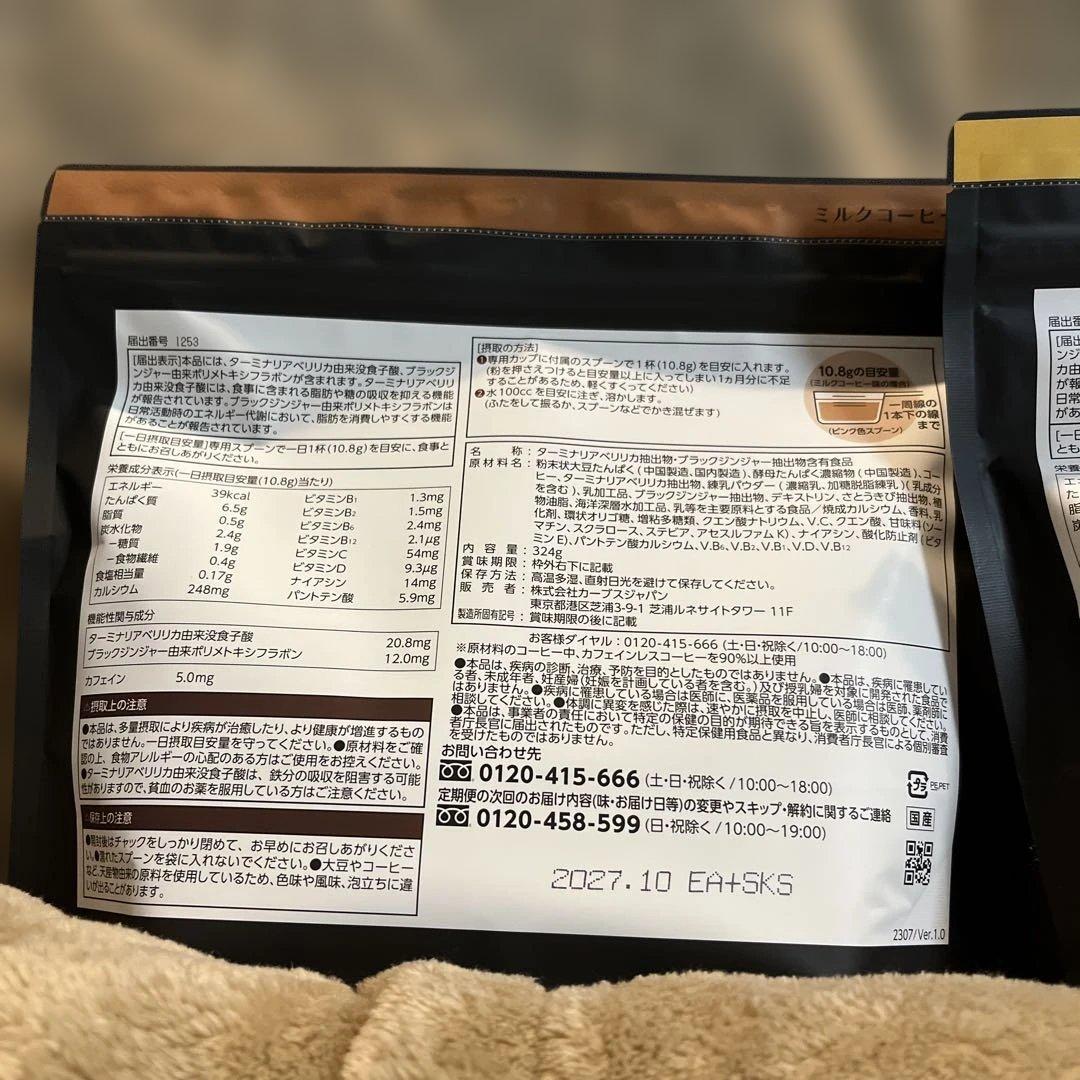 ミルクコーヒー
届出番号 I253
[届出表示]本品には、ターミナリアベリリカ由来没食子酸、ブラックジ
ンジャー由来ポリメトキシフラボンが含まれます。ターミナリアベリリ
カ由来没食子酸には、食事に含まれる脂肪や糖の吸収を抑える機能
が報告されています。ブラックジンジャー由来ポリメトキシフラボンは
日常活動時のエネルギー代謝において、脂肪を消費しやすくする機能
があることが報告されています。
[一日摂取目安量]専用スプーンで一日1杯(10.8g)を目安に、食事と
ともにお召しあがりください。
栄養成分表示(一日摂取目安量(10.8g)当たり)
エネルギー 39kcal ビタミンB1 1.3mg
たんぱく質 6.5g ビタミンB2 1.5mg
脂質 0.5g ビタミンB6 2.4mg
炭水化物 2.4g ビタミンB12 2.1μg
−糖質 1.9g ビタミンC 54mg
−食物繊維 0.4g ビタミンD 9.3μg
食塩相当量 0.17g ナイアシン 14mg
カルシウム 248mg パントテン酸 5.9mg
機能性関与成分
ターミナリアベリリカ由来没食子酸 20.8mg
ブラックジンジャー由来ポリメトキシフラボン 12.0mg
カフェイン 5.0mg
⚠摂取上の注意
●本品は、多量摂取により疾病が治癒したり、より健康が増進するもの
ではありません。一日摂取目安量を守ってください。●原材料をご確
認の上、食物アレルギーの心配のある方はご使用をお控えください。
●ターミナリアベリリカ由来没食子酸は、鉄分の吸収を阻害する可能
性がありますので、貧血のお薬を服用している方はご注意ください。
⚠保存上の注意
●開封後はチャックをしっかり閉めて、お早めにお召しあがりくださ
い。●濡れたスプーンを袋に入れないでください。●大豆やコーヒー
など、天産物由来の原料を使用しているため、色味や風味、泡立ちに違
いが出ることがあります。
[摂取の方法]
❶専用カップに付属のスプーンで1杯(10.8g)を目安に入れます。
(粉を押さえつけると目安量以上に入ってしまい1ヵ月分に不足
することがあるため、軽くすくってください)
❷水100ccを目安に注ぎ、溶かします。
(ふたをして振るか、スプーンなどでかき混ぜます)
10.8gの目安量
(ミルクコーヒー味の場合)
一周線の
1本下の線
まで
(ピンク色スプーン)
名 称:ターミナリアベリリカ抽出物・ブラックジンジャー抽出物含有食品
原材料名:粉末状大豆たんぱく(中国製造、国内製造)、酵母たんぱく濃縮物(中国製造)、コー
ヒー、ターミナリアベリリカ抽出物、練乳パウダー(濃縮乳、加糖脱脂練乳)(乳成分
を含む)、乳加工品、ブラックジンジャー抽出物、デキストリン、さとうきび抽出物、植
物油脂、海洋深層水加工品、乳等を主要原料とする食品/焼成カルシウム、香料、乳
化剤、環状オリゴ糖、増粘多糖類、クエン酸ナトリウム、V.C、クエン酸、甘味料(ソー
マチン、スクラロース、ステビア、アセスルファムK)、ナイアシン、酸化防止剤(ビタ
ミンE)、パントテン酸カルシウム、V.B6、V.B2、V.B1、V.D、V.B12
内容量:324g
賞味期限:枠外右下に記載
保存方法:高温多湿、直射日光を避けて保存してください。
販売者:株式会社カーブスジャパン
東京都港区芝浦3-9-1 芝浦ルネサイトタワー 11F
製造所固有記号:賞味期限の後に記載
お客様ダイヤル:0120-415-666 (土・日・祝除く/10:00〜18:00)
※原材料のコーヒー中、カフェインレスコーヒーを90%以上使用
●本品は、疾病の診断、治療、予防を目的としたものではありません。●本品は、疾病に罹患してい
る者、未成年者、妊産婦(妊娠を計画している者を含む。)及び授乳婦を対象に開発された食品で
はありません。●疾病に罹患している場合は医師に、医薬品を服用している場合は医師、薬剤師に
相談してください。●体調に異変を感じた際は、速やかに摂取を中止し、医師に相談してください。
●本品は、事業者の責任において特定の保健の目的が期待できる旨を表示するものとして、消費
者庁長官に届出されたものです。ただし、特定保健用食品と異なり、消費者庁長官による個別審査
を受けたものではありません。
お問い合わせ先
0120-415-666 (土・日・祝除く/10:00〜18:00)
定期便の次回のお届け内容(味・お届け日等)の変更やスキップ・解約に関するご連絡
0120-458-599 (日・祝除く/10:00〜19:00)
プラ PE,PET
国産
2027.10 EA+SKS
2307/Ver.1.0